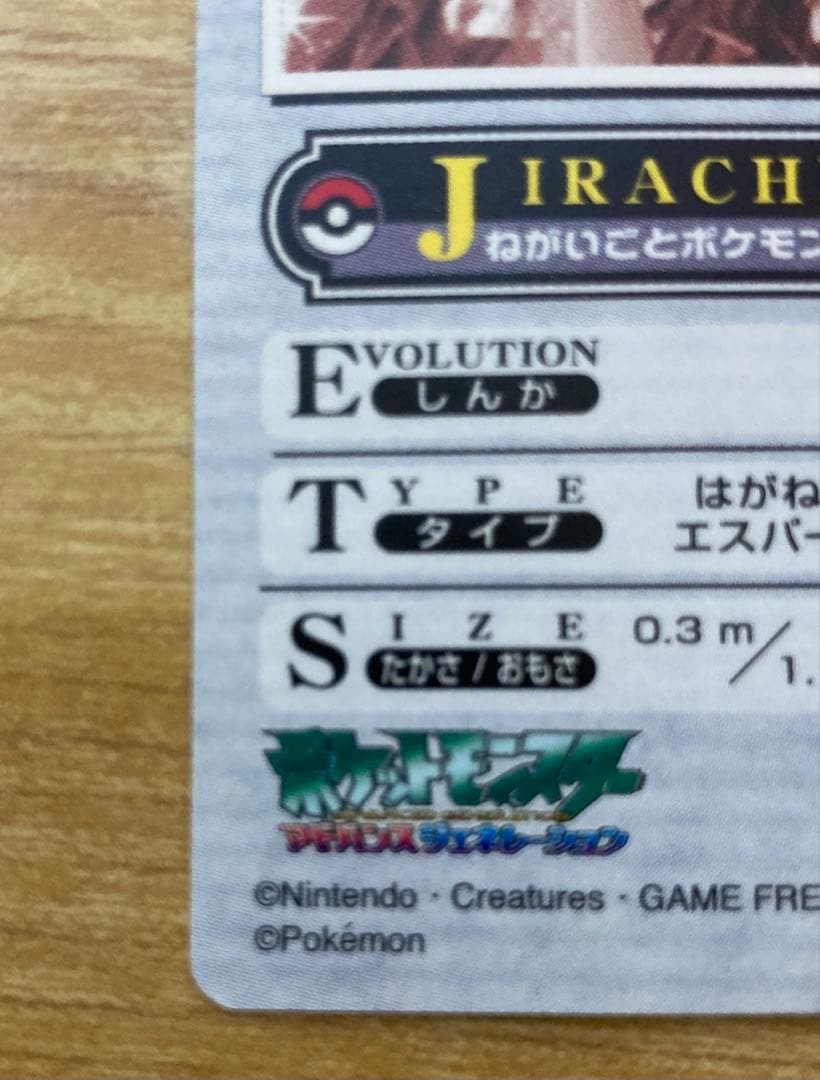 JIRACHI
ねがいごとポケモン
EVOLUTION
しんか
TYPE
タイプ
はがね
エスパー
SIZE
たかさ / おもさ
0.3 m/1.
ポケットモンスター
アドバンスジェネレーション
©Nintendo・Creatures・GAME FRE
©Pokémon